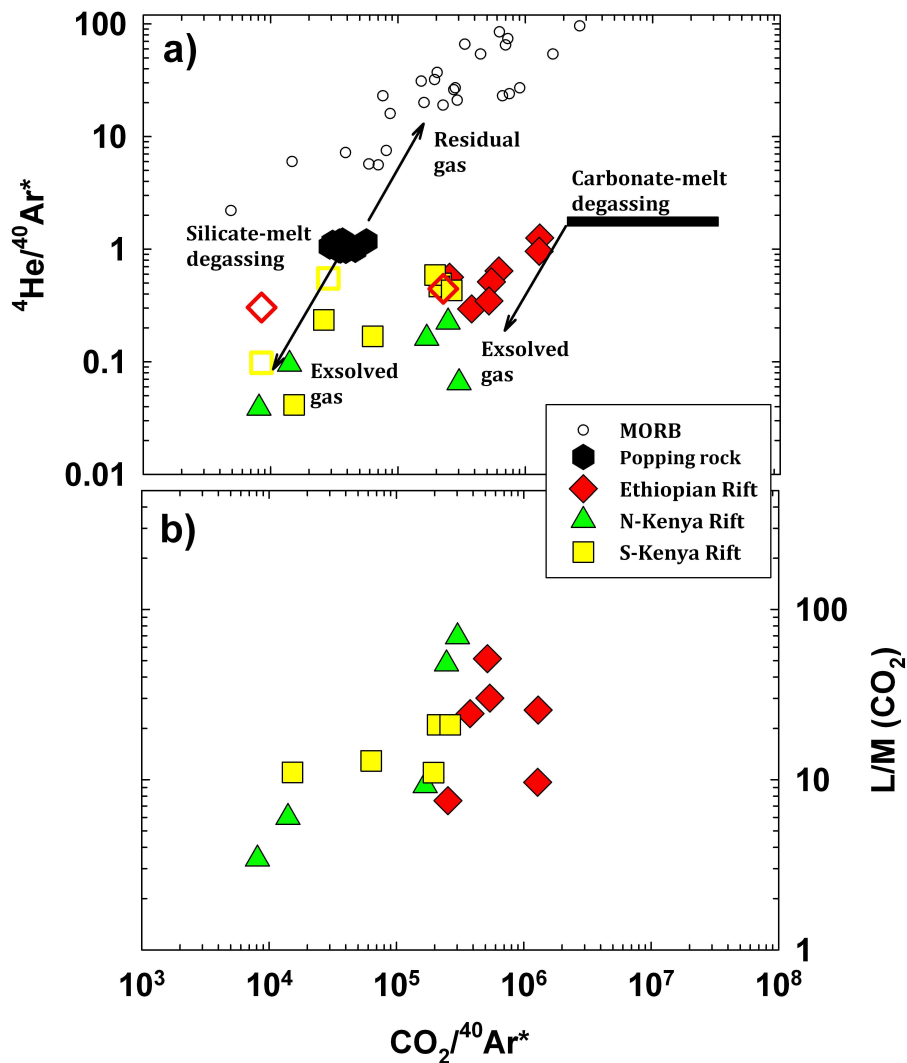 a)
100
10
1
0.1
0.01
⁴He/⁴⁰Ar*
Residual
gas
Carbonate-melt
degassing
Silicate-melt
degassing
Exsolved
gas
Exsolved
gas
MORB
Popping rock
Ethiopian Rift
N-Kenya Rift
S-Kenya Rift
b)
100
10
1
L/M (CO₂)
10³ 10⁴ 10⁵ 10⁶ 10⁷ 10⁸
CO₂/⁴⁰Ar*